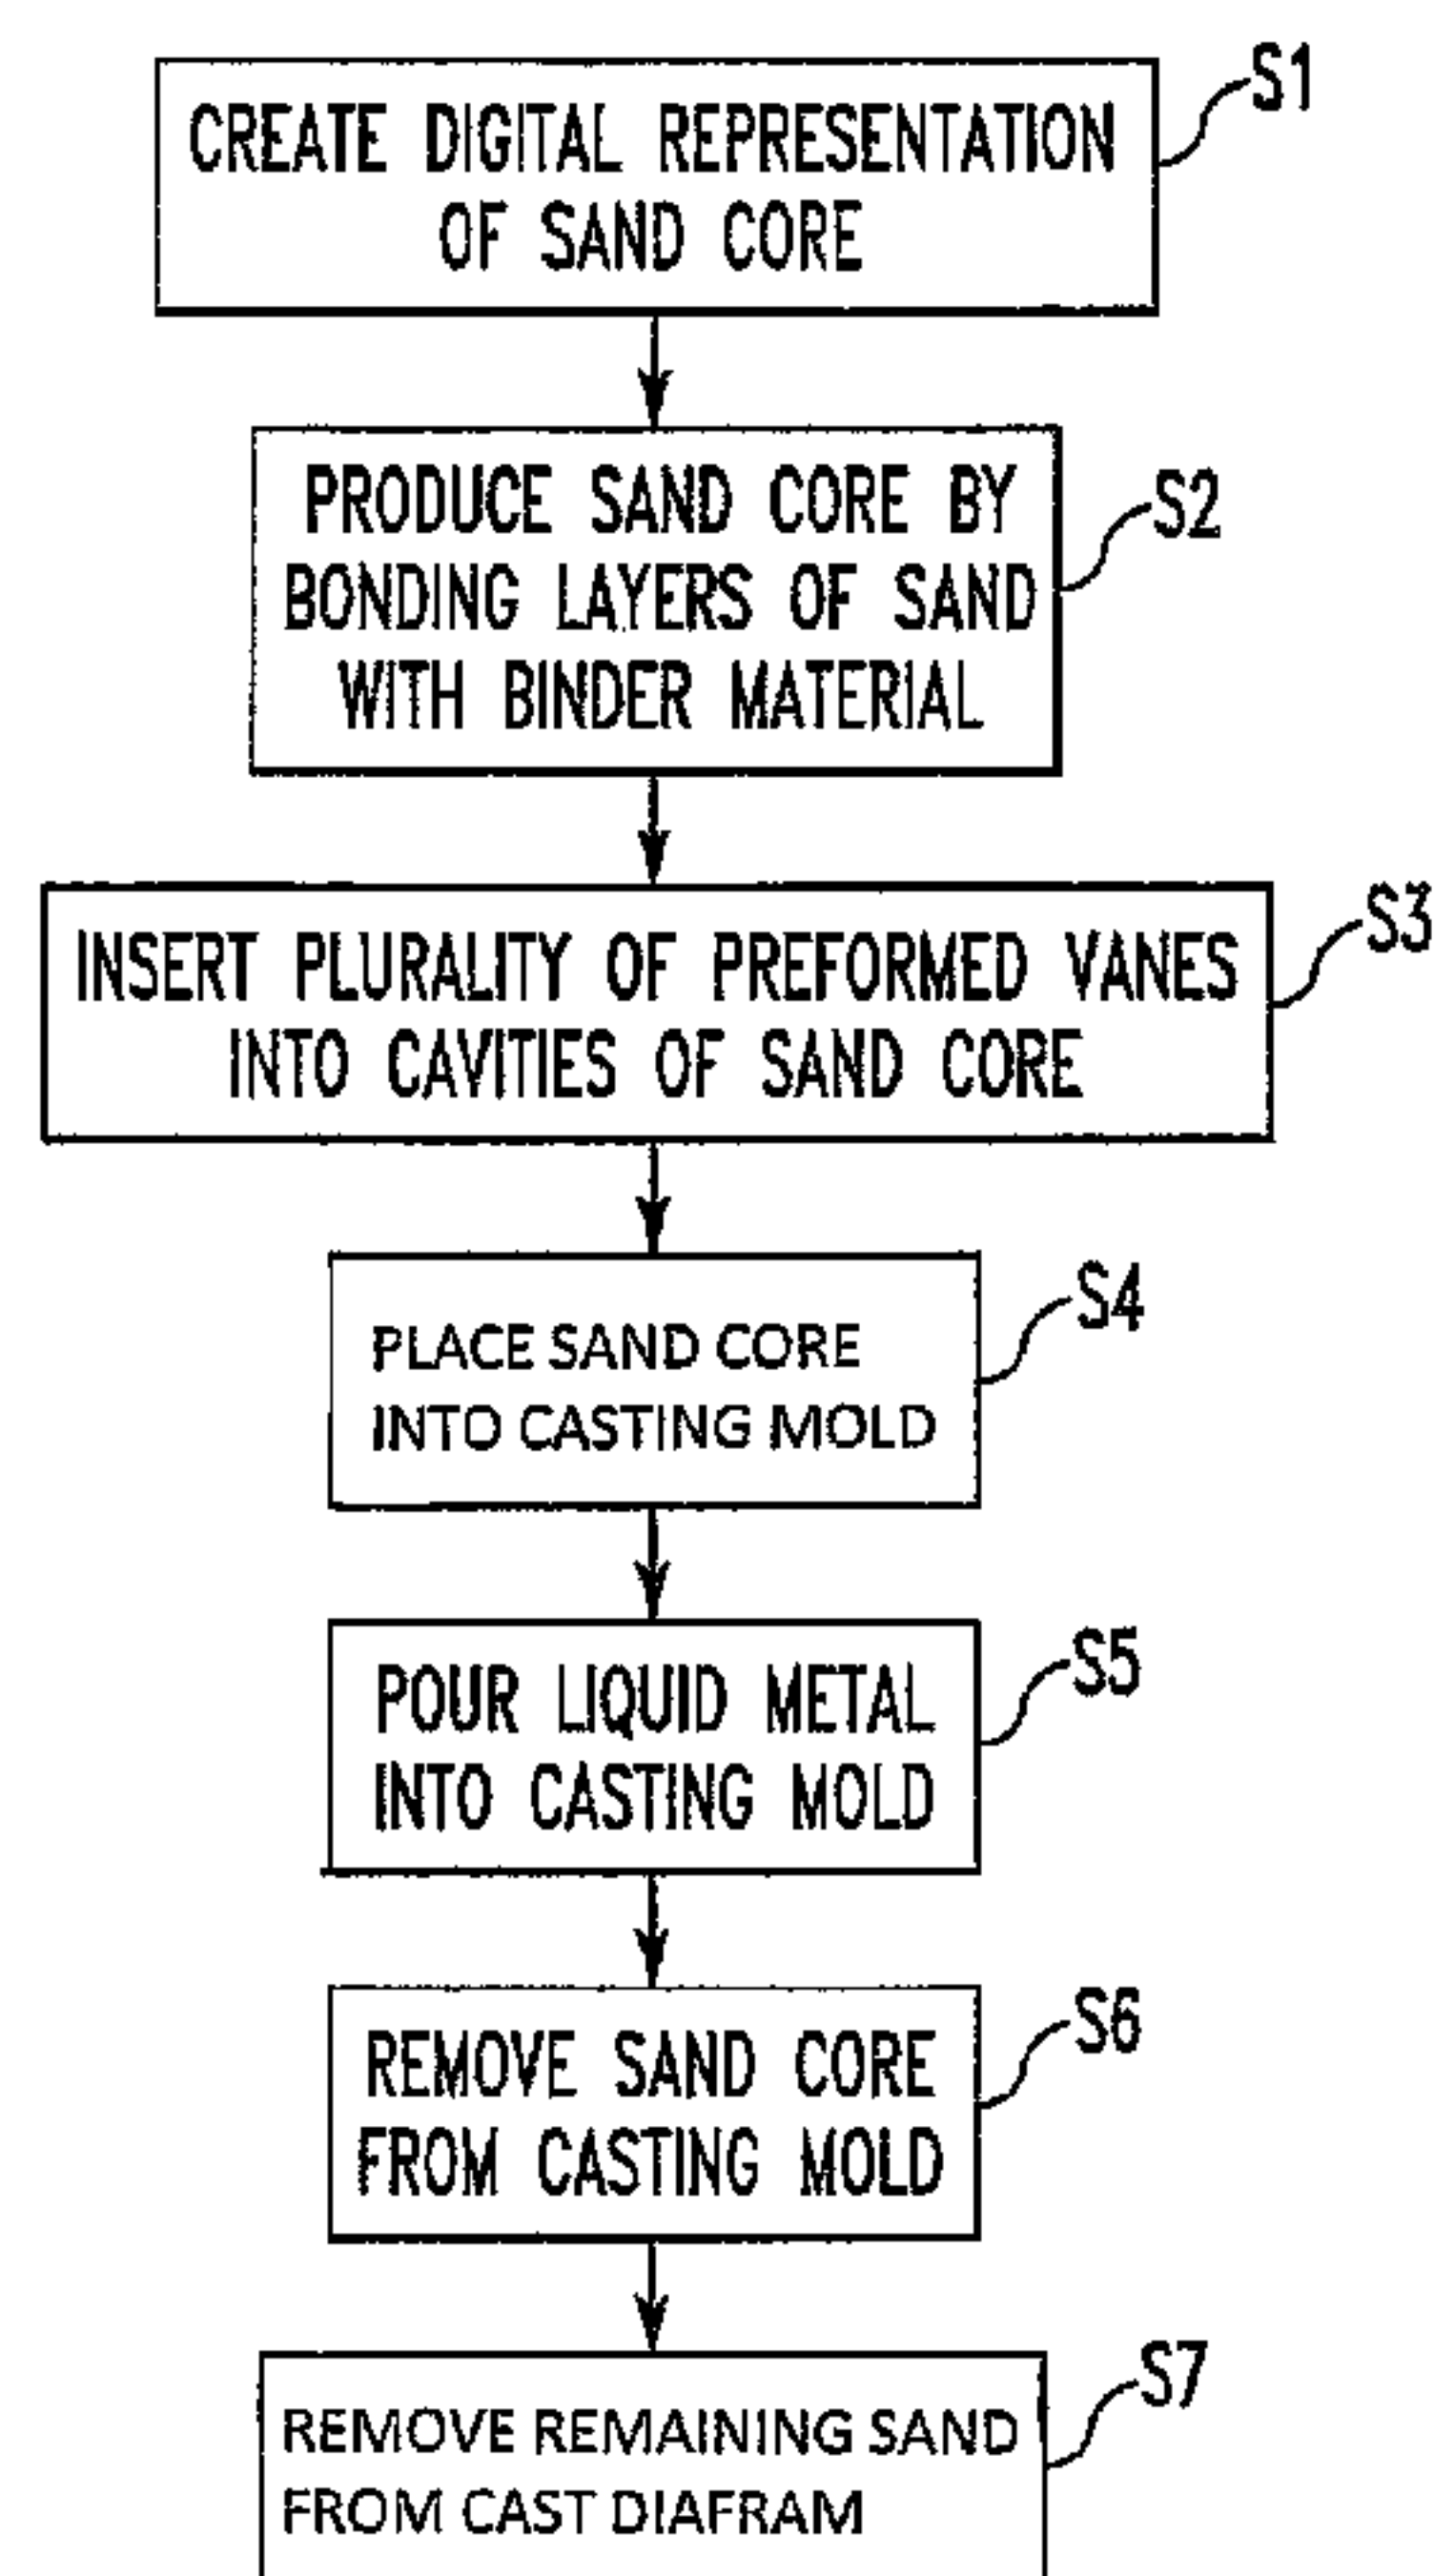 S1
CREATE DIGITAL REPRESENTATION
OF SAND CORE
S2
PRODUCE SAND CORE BY
BONDING LAYERS OF SAND
WITH BINDER MATERIAL
S3
INSERT PLURALITY OF PREFORMED VANES
INTO CAVITIES OF SAND CORE
S4
PLACE SAND CORE
INTO CASTING MOLD
S5
POUR LIQUID METAL
INTO CASTING MOLD
S6
REMOVE SAND CORE
FROM CASTING MOLD
S7
REMOVE REMAINING SAND
FROM CAST DIAFRAM